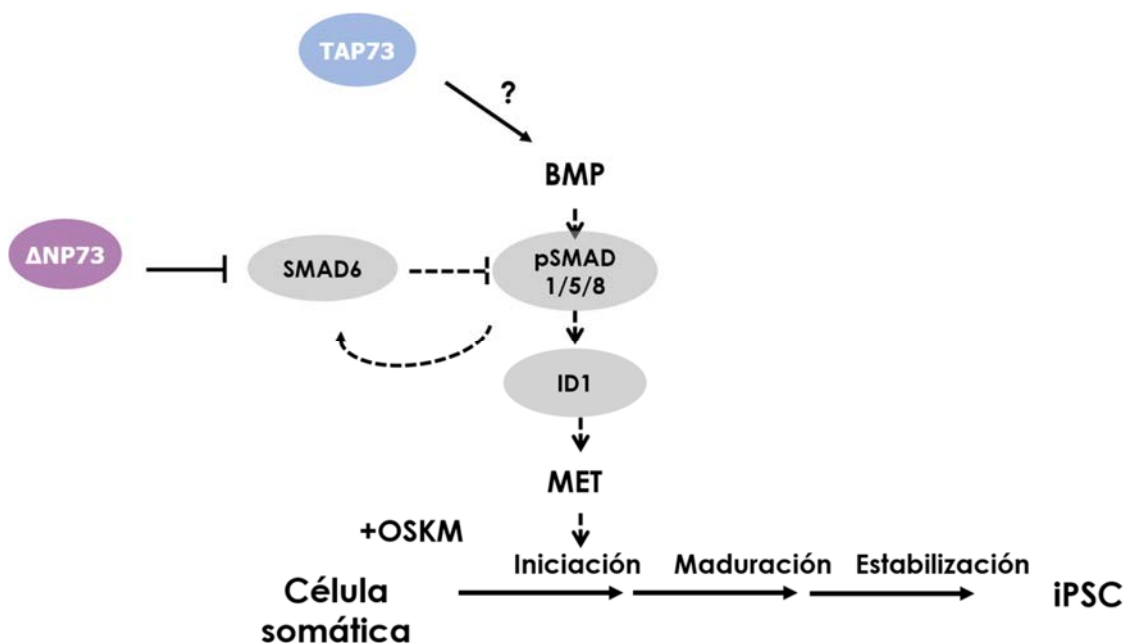 TAP73
?
BMP
ΔNP73
SMAD6
pSMAD
1/5/8
ID1
MET
+OSKM
Iniciación
Maduración
Estabilización
Célula
somática
iPSC